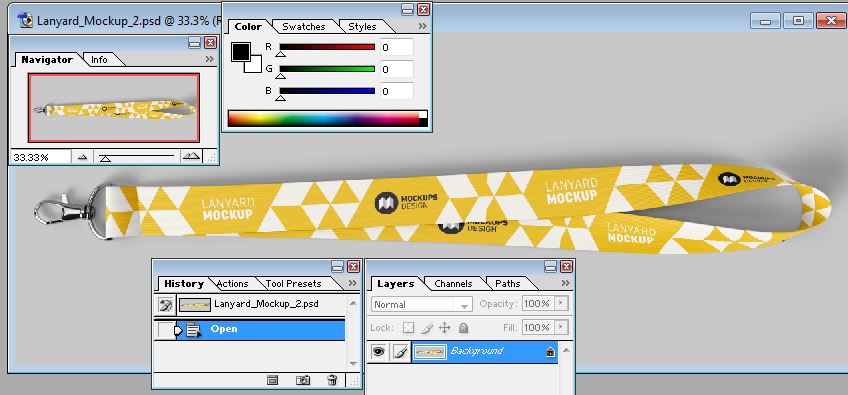 Lanyard_Mockup_2.psd @ 33.3% (R
Color
Swatches
Styles
R
0
G
0
B
0
Navigator
Info
33.33%
LANYARD
MOCKUP
MOCKUPS
DESIGN
LANYARD
MOCKUP
MOCKUPS
DESIGN
MOCKUPS
DESIGN
LANYARD
MOCKUP
History
Actions
Tool Presets
Lanyard_Mockup_2.psd
Open
Layers
Channels
Paths
Normal
Opacity: 100%
Lock:
Fill: 100%
Background